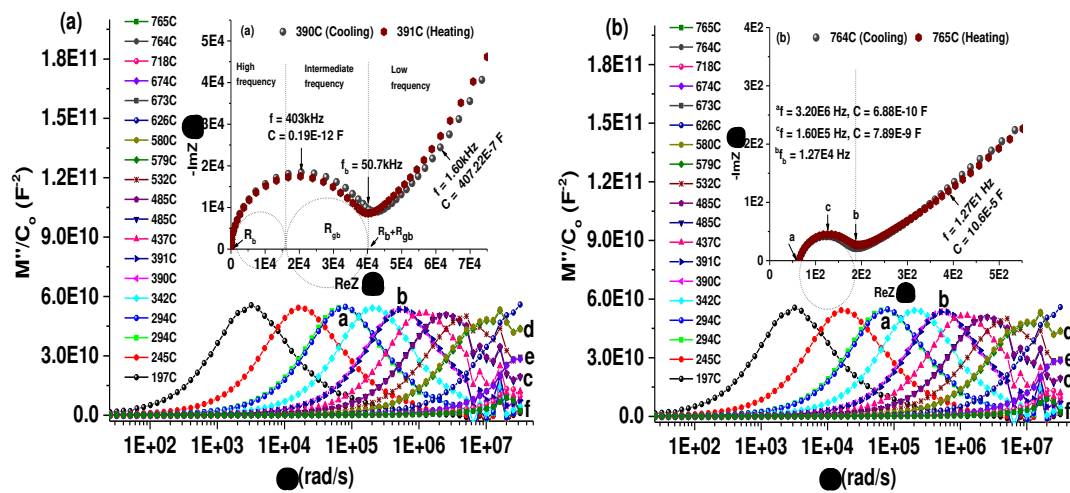 (a)
M''/C_o (F^-2)
1.8E11
1.5E11
1.2E11
9.0E10
6.0E10
3.0E10
0.0
765C
764C
718C
674C
673C
626C
580C
579C
532C
485C
485C
437C
391C
390C
342C
294C
294C
245C
197C
(a) 390C (Cooling) 391C (Heating)
5E4
4E4
3E4
2E4
1E4
0
-ImZ
High frequency
Intermediate frequency
Low frequency
f = 403kHz
C = 0.19E-12 F
f_b = 50.7kHz
f = 1.60kHz
C = 407.22E-7 F
R_b
R_gb
R_b+R_gb
0 1E4 2E4 3E4 4E4 5E4 6E4 7E4
ReZ
a
b
d
e
c
f
1E+02 1E+03 1E+04 1E+05 1E+06 1E+07
(rad/s)
(b)
M''/C_o (F^-2)
1.8E11
1.5E11
1.2E11
9.0E10
6.0E10
3.0E10
0.0
765C
764C
718C
674C
673C
626C
580C
579C
532C
485C
485C
437C
391C
390C
342C
294C
294C
245C
197C
(b) 764C (Cooling) 765C (Heating)
4E2
3E2
2E2
1E2
0
-ImZ
^a f = 3.20E6 Hz, C = 6.88E-10 F
^c f = 1.60E5 Hz, C = 7.89E-9 F
^b f_b = 1.27E4 Hz
f = 1.27E1 Hz
C = 10.6E-5 F
a
c
b
1E2 2E2 3E2 4E2 5E2
ReZ
a
b
d
e
c
f
1E+02 1E+03 1E+04 1E+05 1E+06 1E+07
(rad/s)